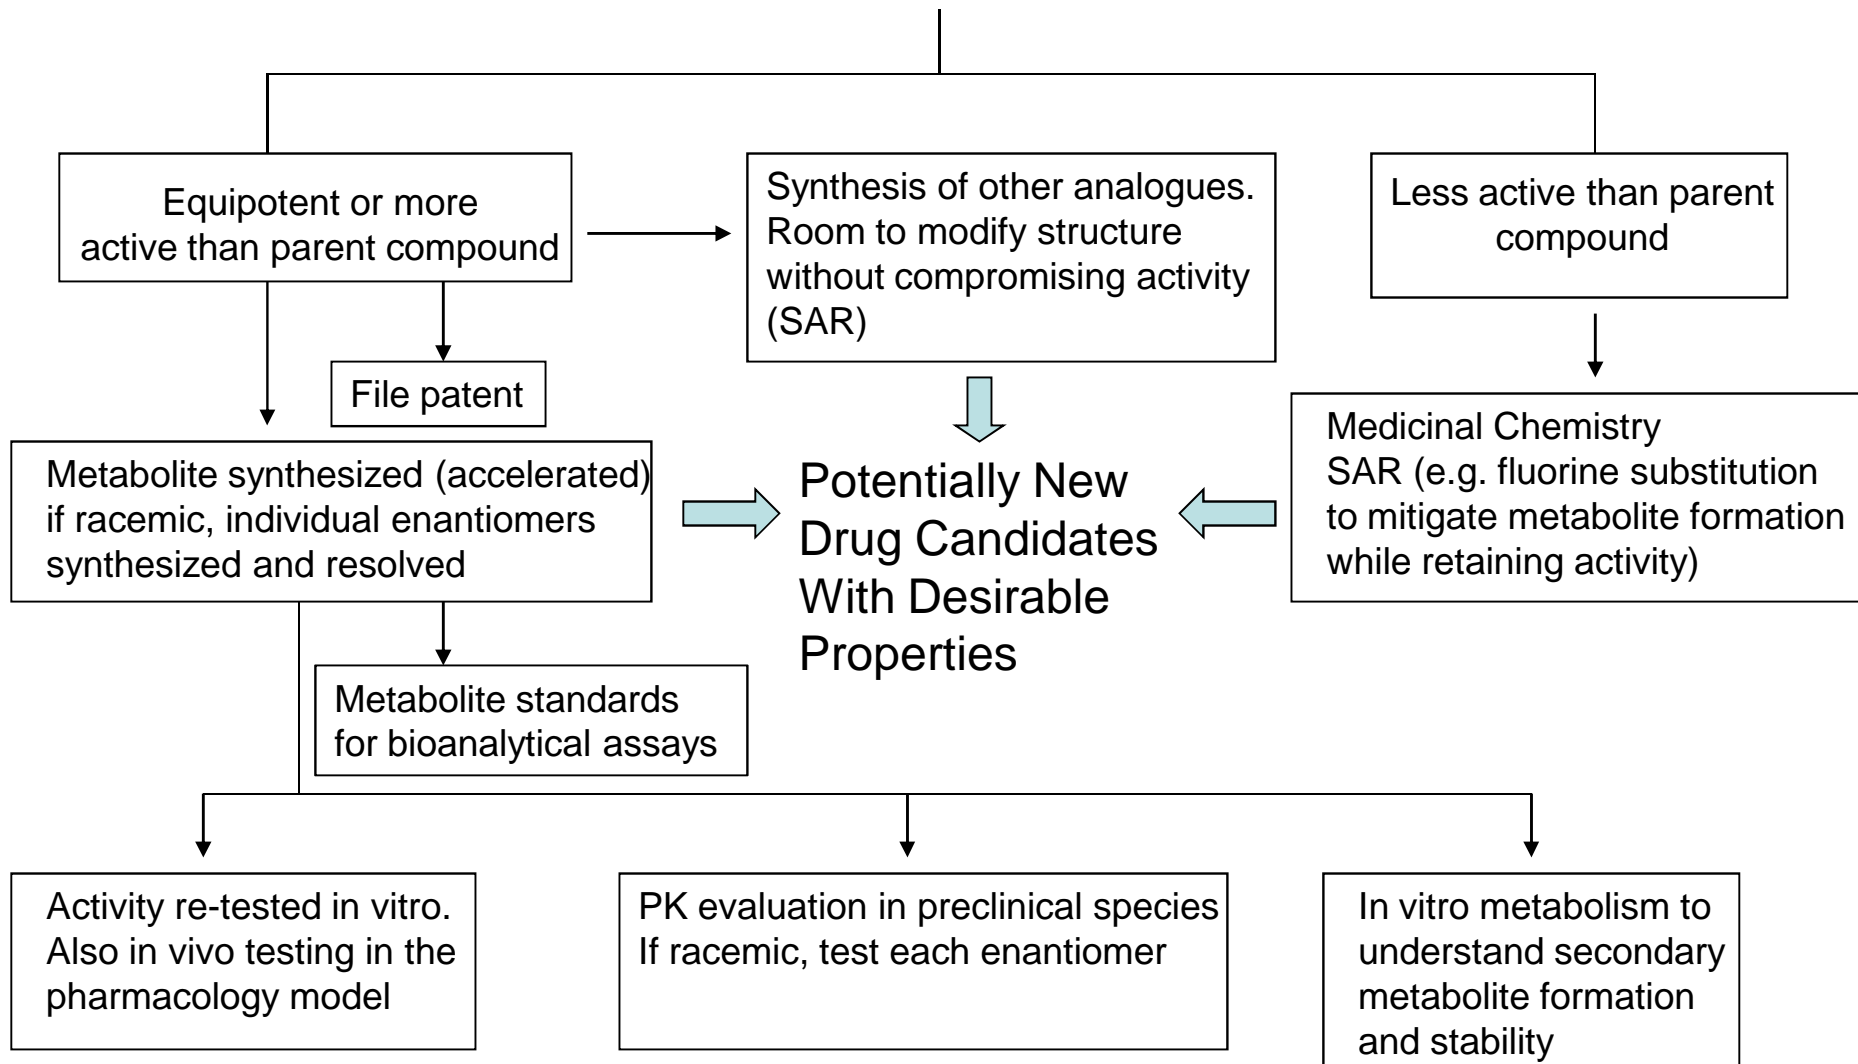 Equipotent or more
active than parent compound
Synthesis of other analogues.
Room to modify structure
without compromising activity
(SAR)
Less active than parent
compound
File patent
Metabolite synthesized (accelerated)
if racemic, individual enantiomers
synthesized and resolved
Potentially New
Drug Candidates
With Desirable
Properties
Medicinal Chemistry
SAR (e.g. fluorine substitution
to mitigate metabolite formation
while retaining activity)
Metabolite standards
for bioanalytical assays
Activity re-tested in vitro.
Also in vivo testing in the
pharmacology model
PK evaluation in preclinical species
If racemic, test each enantiomer
In vitro metabolism to
understand secondary
metabolite formation
and stability